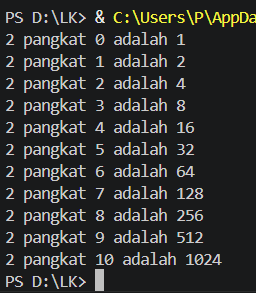 PS D:\LK> & C:\Users\P\AppDa
2 pangkat 0 adalah 1
2 pangkat 1 adalah 2
2 pangkat 2 adalah 4
2 pangkat 3 adalah 8
2 pangkat 4 adalah 16
2 pangkat 5 adalah 32
2 pangkat 6 adalah 64
2 pangkat 7 adalah 128
2 pangkat 8 adalah 256
2 pangkat 9 adalah 512
2 pangkat 10 adalah 1024
PS D:\LK>